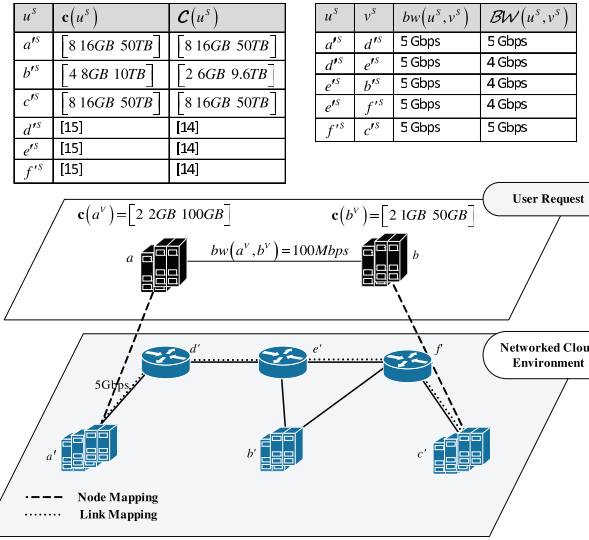 u^S c(u^S) C(u^S)
a'^S [8 16GB 50TB] [8 16GB 50TB]
b'^S [4 8GB 10TB] [2 6GB 9.6TB]
c'^S [8 16GB 50TB] [8 16GB 50TB]
d'^S [15] [14]
e'^S [15] [14]
f'^S [15] [14]
u^S v^S bw(u^S,v^S) BW(u^S,v^S)
a'^S d'^S 5 Gbps 5 Gbps
d'^S e'^S 5 Gbps 4 Gbps
e'^S b'^S 5 Gbps 4 Gbps
e'^S f'^S 5 Gbps 4 Gbps
f'^S c'^S 5 Gbps 5 Gbps
User Request
c(a^V)=[2 2GB 100GB]
c(b^V)=[2 1GB 50GB]
a
bw(a^V,b^V)=100Mbps
b
Networked Clou
Environment
d'
e'
f'
5Gbps
a'
b'
c'
Node Mapping
Link Mapping